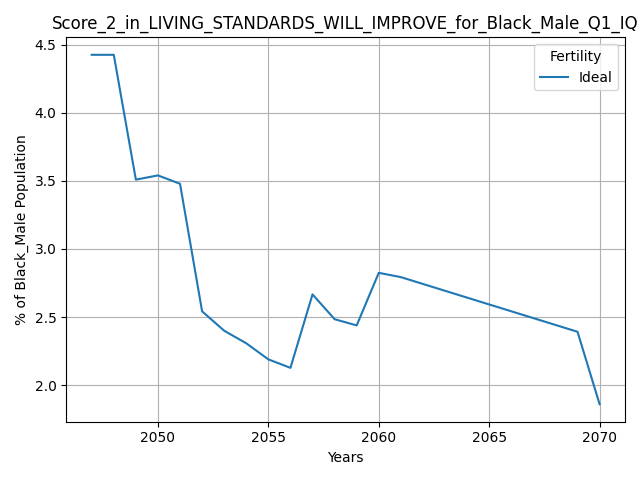 Score_2_in_LIVING_STANDARDS_WILL_IMPROVE_for_Black_Male_Q1_IQ
4.5
4.0
3.5
3.0
2.5
2.0
% of Black_Male Population
Fertility
Ideal
2050 2055 2060 2065 2070
Years